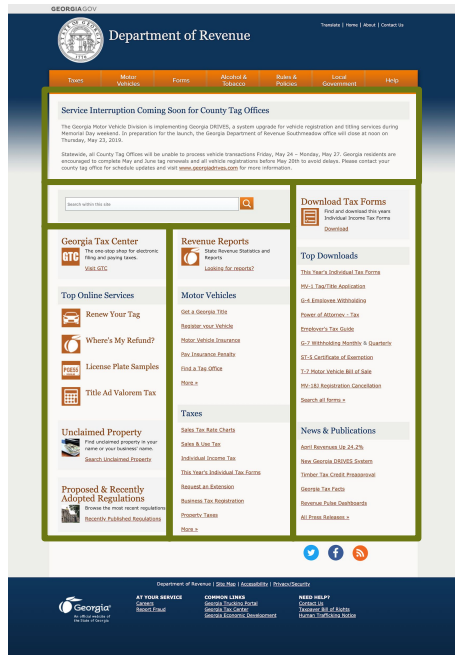 GEORGIAGOV
Translate | Home | About | Contact Us
Department of Revenue
Taxes
Motor Vehicles
Forms
Alcohol & Tobacco
Rules & Policies
Local Government
Help
Service Interruption Coming Soon for County Tag Offices
The Georgia Motor Vehicle Division is implementing Georgia DRIVES, a system upgrade for vehicle registration and titling services during
Memorial Day weekend. In preparation for the launch, the Georgia Department of Revenue Southmeadow office will close at noon on
Thursday, May 23, 2019.
Statewide, all County Tag Offices will be unable to process vehicle transactions Friday, May 24 – Monday, May 27. Georgia residents are
encouraged to complete May and June tag renewals and all vehicle registrations before May 20th to avoid delays. Please contact your
county tag office for schedule updates and visit www.georgiadrives.com for more information.
Search within this site
Georgia Tax Center
GTC
The one-stop shop for electronic
filing and paying taxes.
Visit GTC
Top Online Services
Renew Your Tag
Where's My Refund?
License Plate Samples
Title Ad Valorem Tax
Unclaimed Property
Find unclaimed property in your
name or your business' name.
Search Unclaimed Property
Proposed & Recently
Adopted Regulations
Browse the most recent regulations
Recently Published Regulations
Revenue Reports
State Revenue Statistics and
Reports
Looking for reports?
Motor Vehicles
Get a Georgia Title
Register your Vehicle
Motor Vehicle Insurance
Pay Insurance Penalty
Find a Tag Office
More »
Taxes
Sales Tax Rate Charts
Sales & Use Tax
Individual Income Tax
This Year's Individual Tax Forms
Request an Extension
Business Tax Registration
Property Taxes
More »
Download Tax Forms
Find and download this years
Individual Income Tax Forms
Download
Top Downloads
This Year's Individual Tax Forms
MV-1 Tag/Title Application
G-4 Employee Withholding
Power of Attorney - Tax
Employer's Tax Guide
G-7 Withholding Monthly & Quarterly
ST-5 Certificate of Exemption
T-7 Motor Vehicle Bill of Sale
MV-18J Registration Cancellation
Search all forms »
News & Publications
April Revenues Up 24.2%
New Georgia DRIVES System
Timber Tax Credit Preapproval
Georgia Tax Facts
Revenue Pulse Dashboards
All Press Releases »
Department of Revenue | Site Map | Accessibility | Privacy/Security
Georgia
An official website of
the State of Georgia
AT YOUR SERVICE
Careers
Report Fraud
COMMON LINKS
Georgia Trucking Portal
Georgia Tax Center
Georgia Economic Development
NEED HELP?
Contact Us
Taxpayer Bill of Rights
Human Trafficking Notice